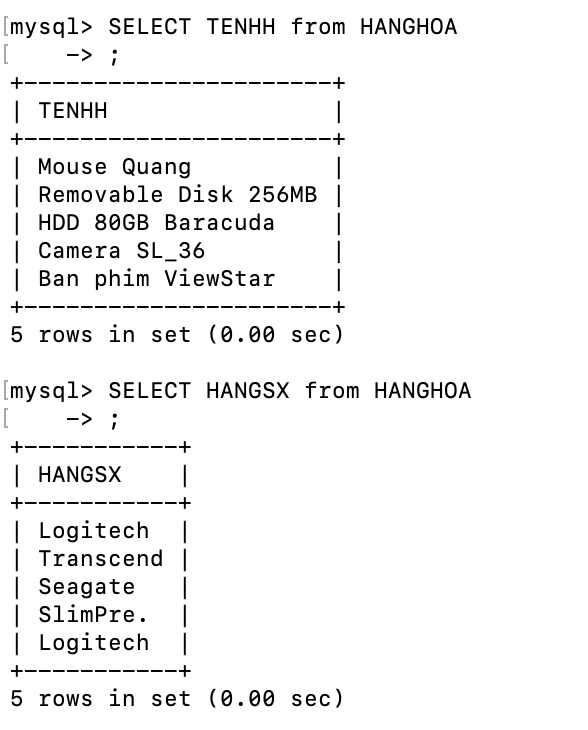 [mysql> SELECT TENHH from HANGHOA
[    -> ;
+----------------------+
| TENHH                |
+----------------------+
| Mouse Quang          |
| Removable Disk 256MB |
| HDD 80GB Baracuda    |
| Camera SL_36         |
| Ban phim ViewStar    |
+----------------------+
5 rows in set (0.00 sec)

[mysql> SELECT HANGSX from HANGHOA
[    -> ;
+-----------+
| HANGSX    |
+-----------+
| Logitech  |
| Transcend |
| Seagate   |
| SlimPre.  |
| Logitech  |
+-----------+
5 rows in set (0.00 sec)